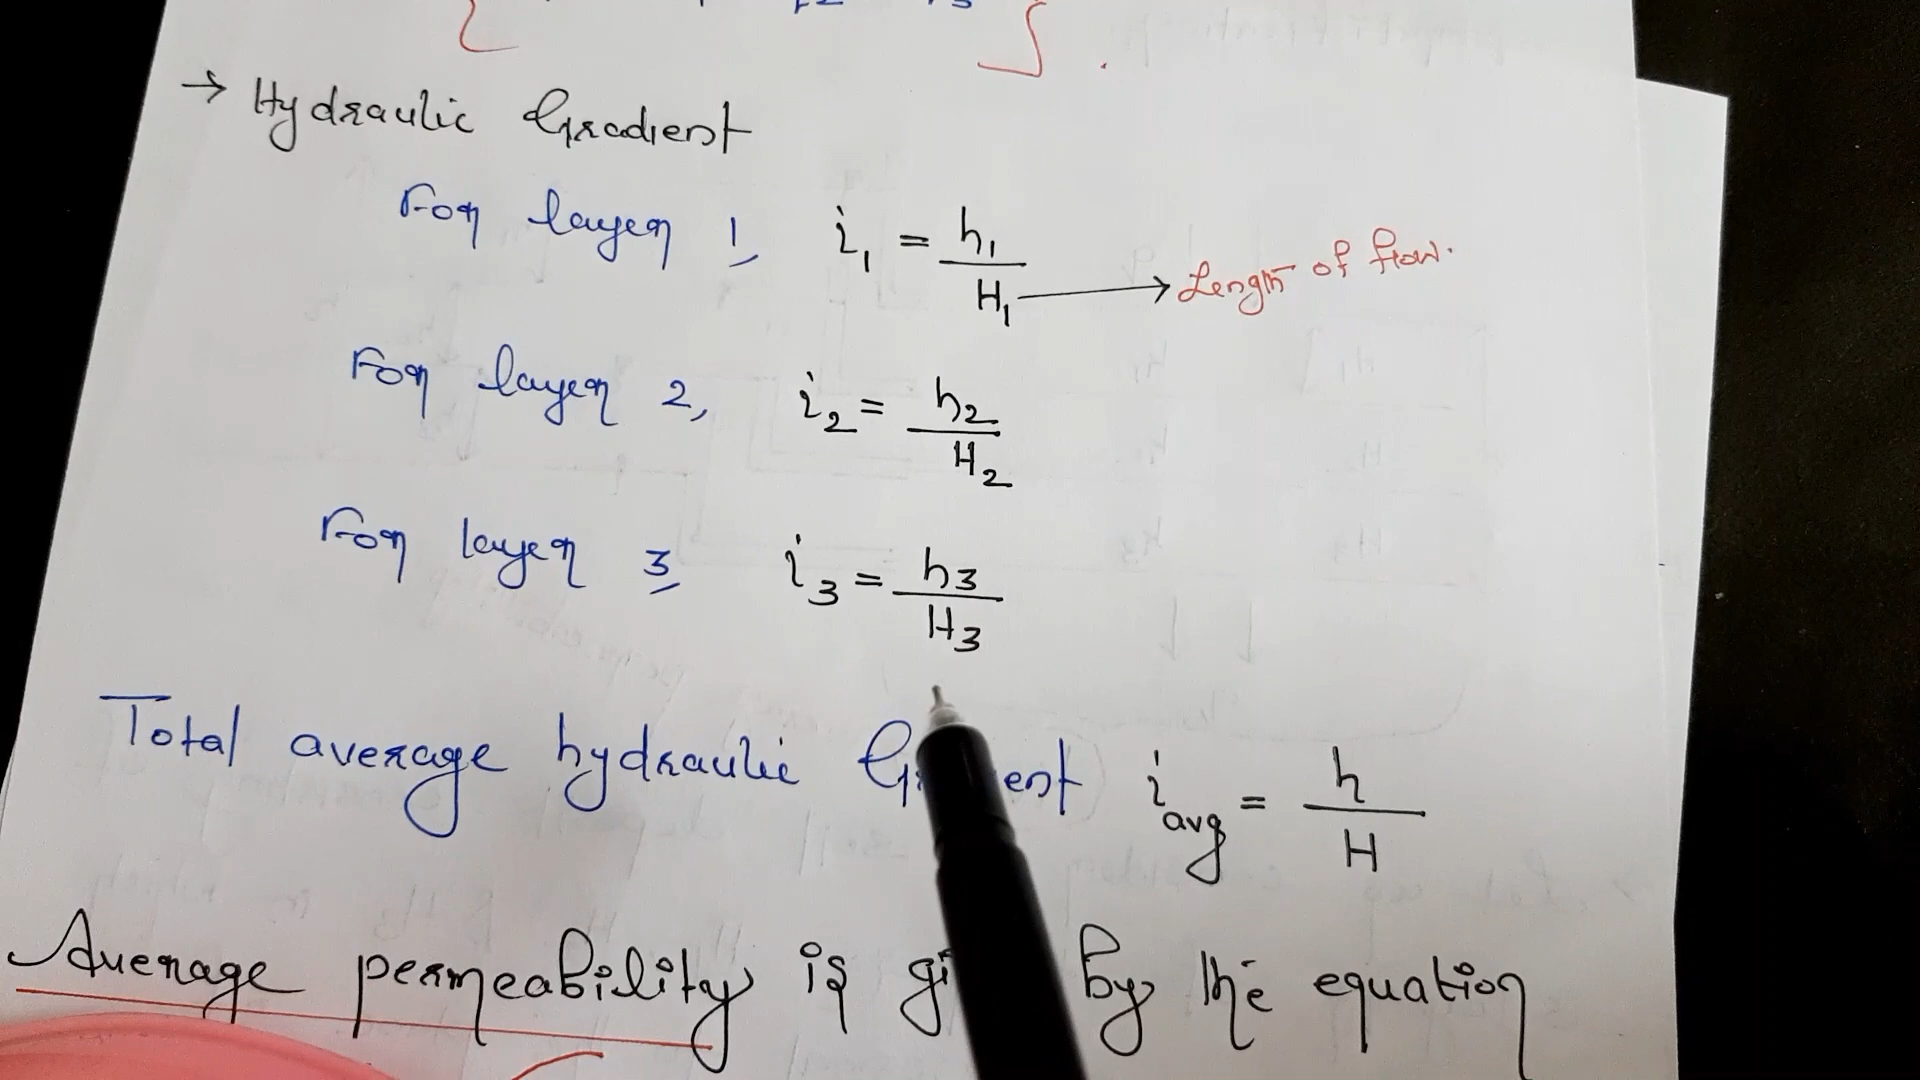 → Hydraulic Gradient
For layer 1, i₁ = h₁/H₁ → Length of flow.
For layer 2, i₂ = h₂/H₂
For layer 3, i₃ = h₃/H₃
Total average hydraulic i_avg = h/H
Average permeability is by the equation